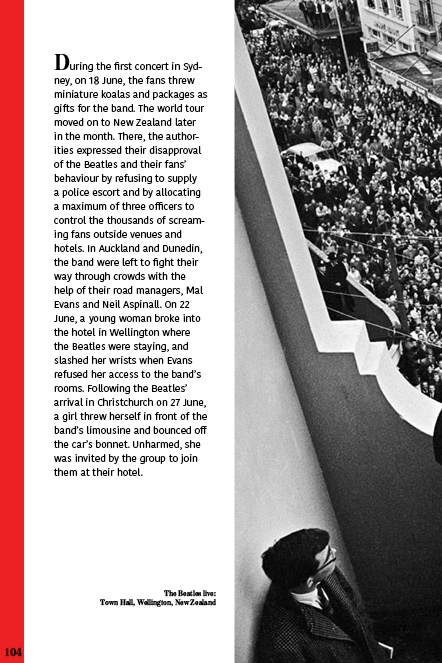 During the first concert in Syd-
ney, on 18 June, the fans threw
miniature koalas and packages as
gifts for the band. The world tour
moved on to New Zealand later
in the month. There, the author-
ities expressed their disapproval
of the Beatles and their fans'
behaviour by refusing to supply
a police escort and by allocating
a maximum of three officers to
control the thousands of scream-
ing fans outside venues and
hotels. In Auckland and Dunedin,
the band were left to fight their
way through crowds with the
help of their road managers, Mal
Evans and Neil Aspinall. On 22
June, a young woman broke into
the hotel in Wellington where
the Beatles were staying, and
slashed her wrists when Evans
refused her access to the band's
rooms. Following the Beatles'
arrival in Christchurch on 27 June,
a girl threw herself in front of the
band's limousine and bounced off
the car's bonnet. Unharmed, she
was invited by the group to join
them at their hotel.
The Beatles live:
Town Hall, Wellington, New Zealand
104